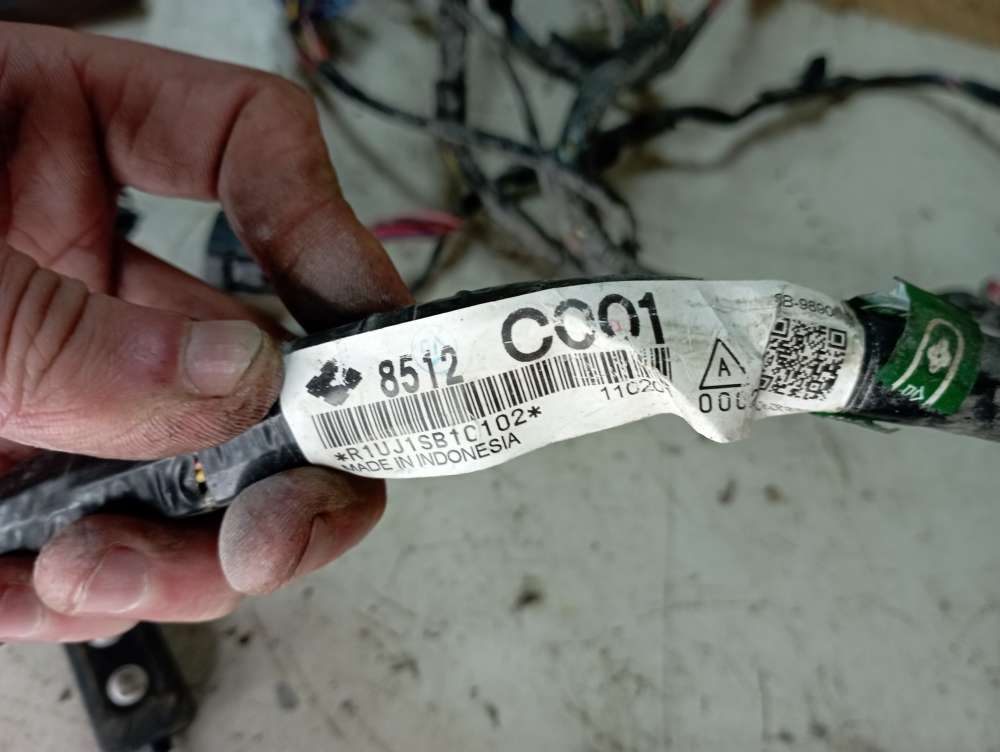 8512 C001
*R1UJ1SB1C102*
MADE IN INDONESIA
A